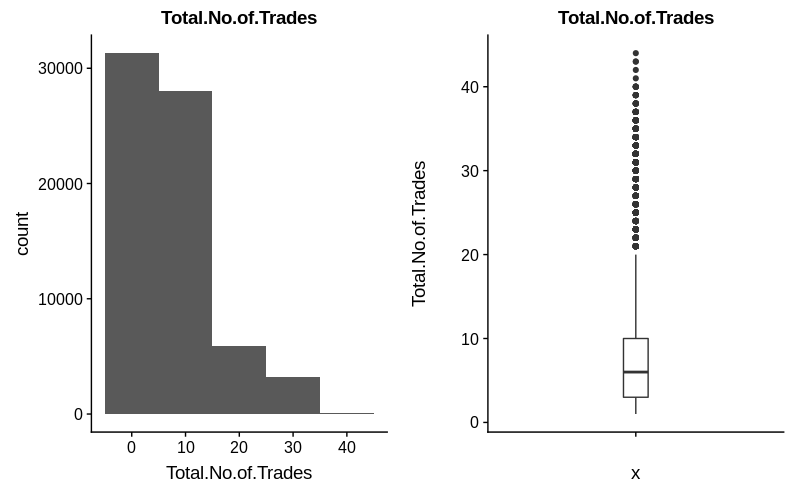 Total.No.of.Trades
30000
20000
10000
0
count
0 10 20 30 40
Total.No.of.Trades
Total.No.of.Trades
40
30
20
10
0
Total.No.of.Trades
x